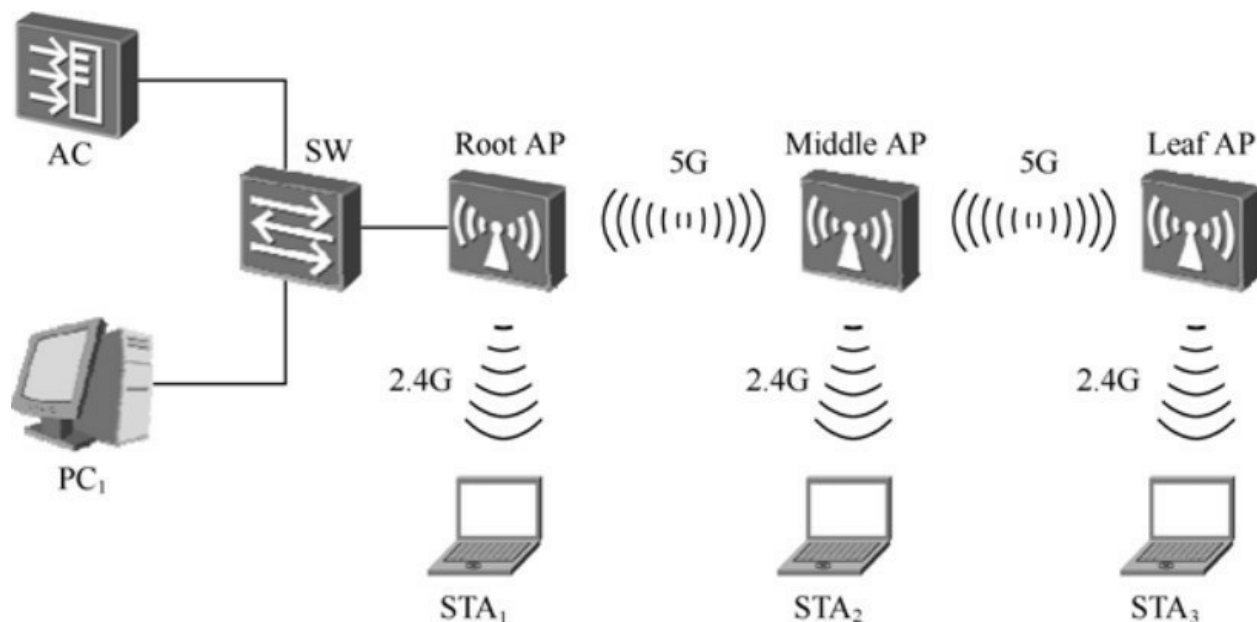 AC
SW
Root AP
5G
Middle AP
5G
Leaf AP
2.4G
2.4G
2.4G
PC₁
STA₁
STA₂
STA₃